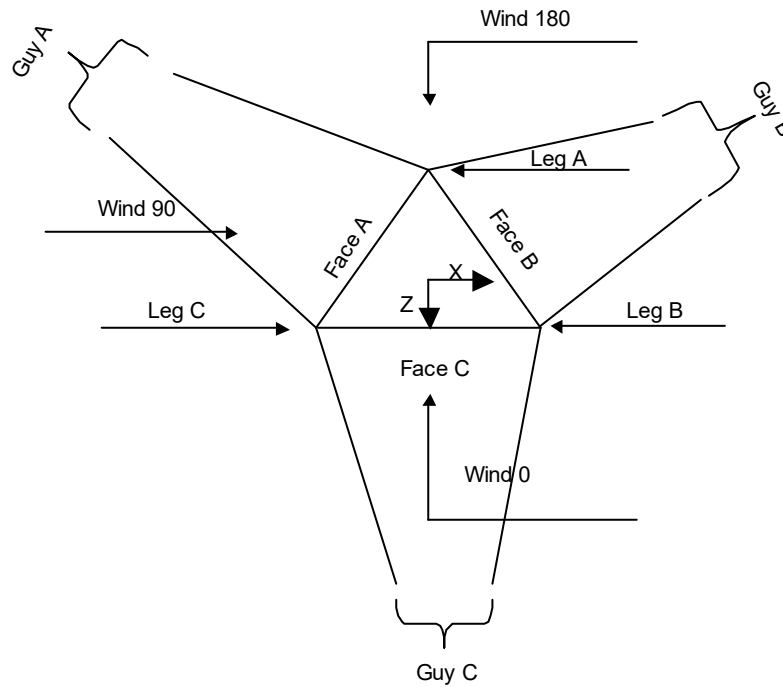 Wind 180
Guy A
Guy
Leg A
Wind 90
Face A
Face B
X
Z
Leg C
Leg B
Face C
Wind 0
Guy C